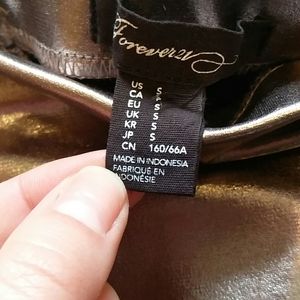 Forever21
US S
CA S
EU S
UK S
KR S
JP S
CN 160/66A
MADE IN INDONESIA
FABRIQUÉ EN
INDONÉSIE